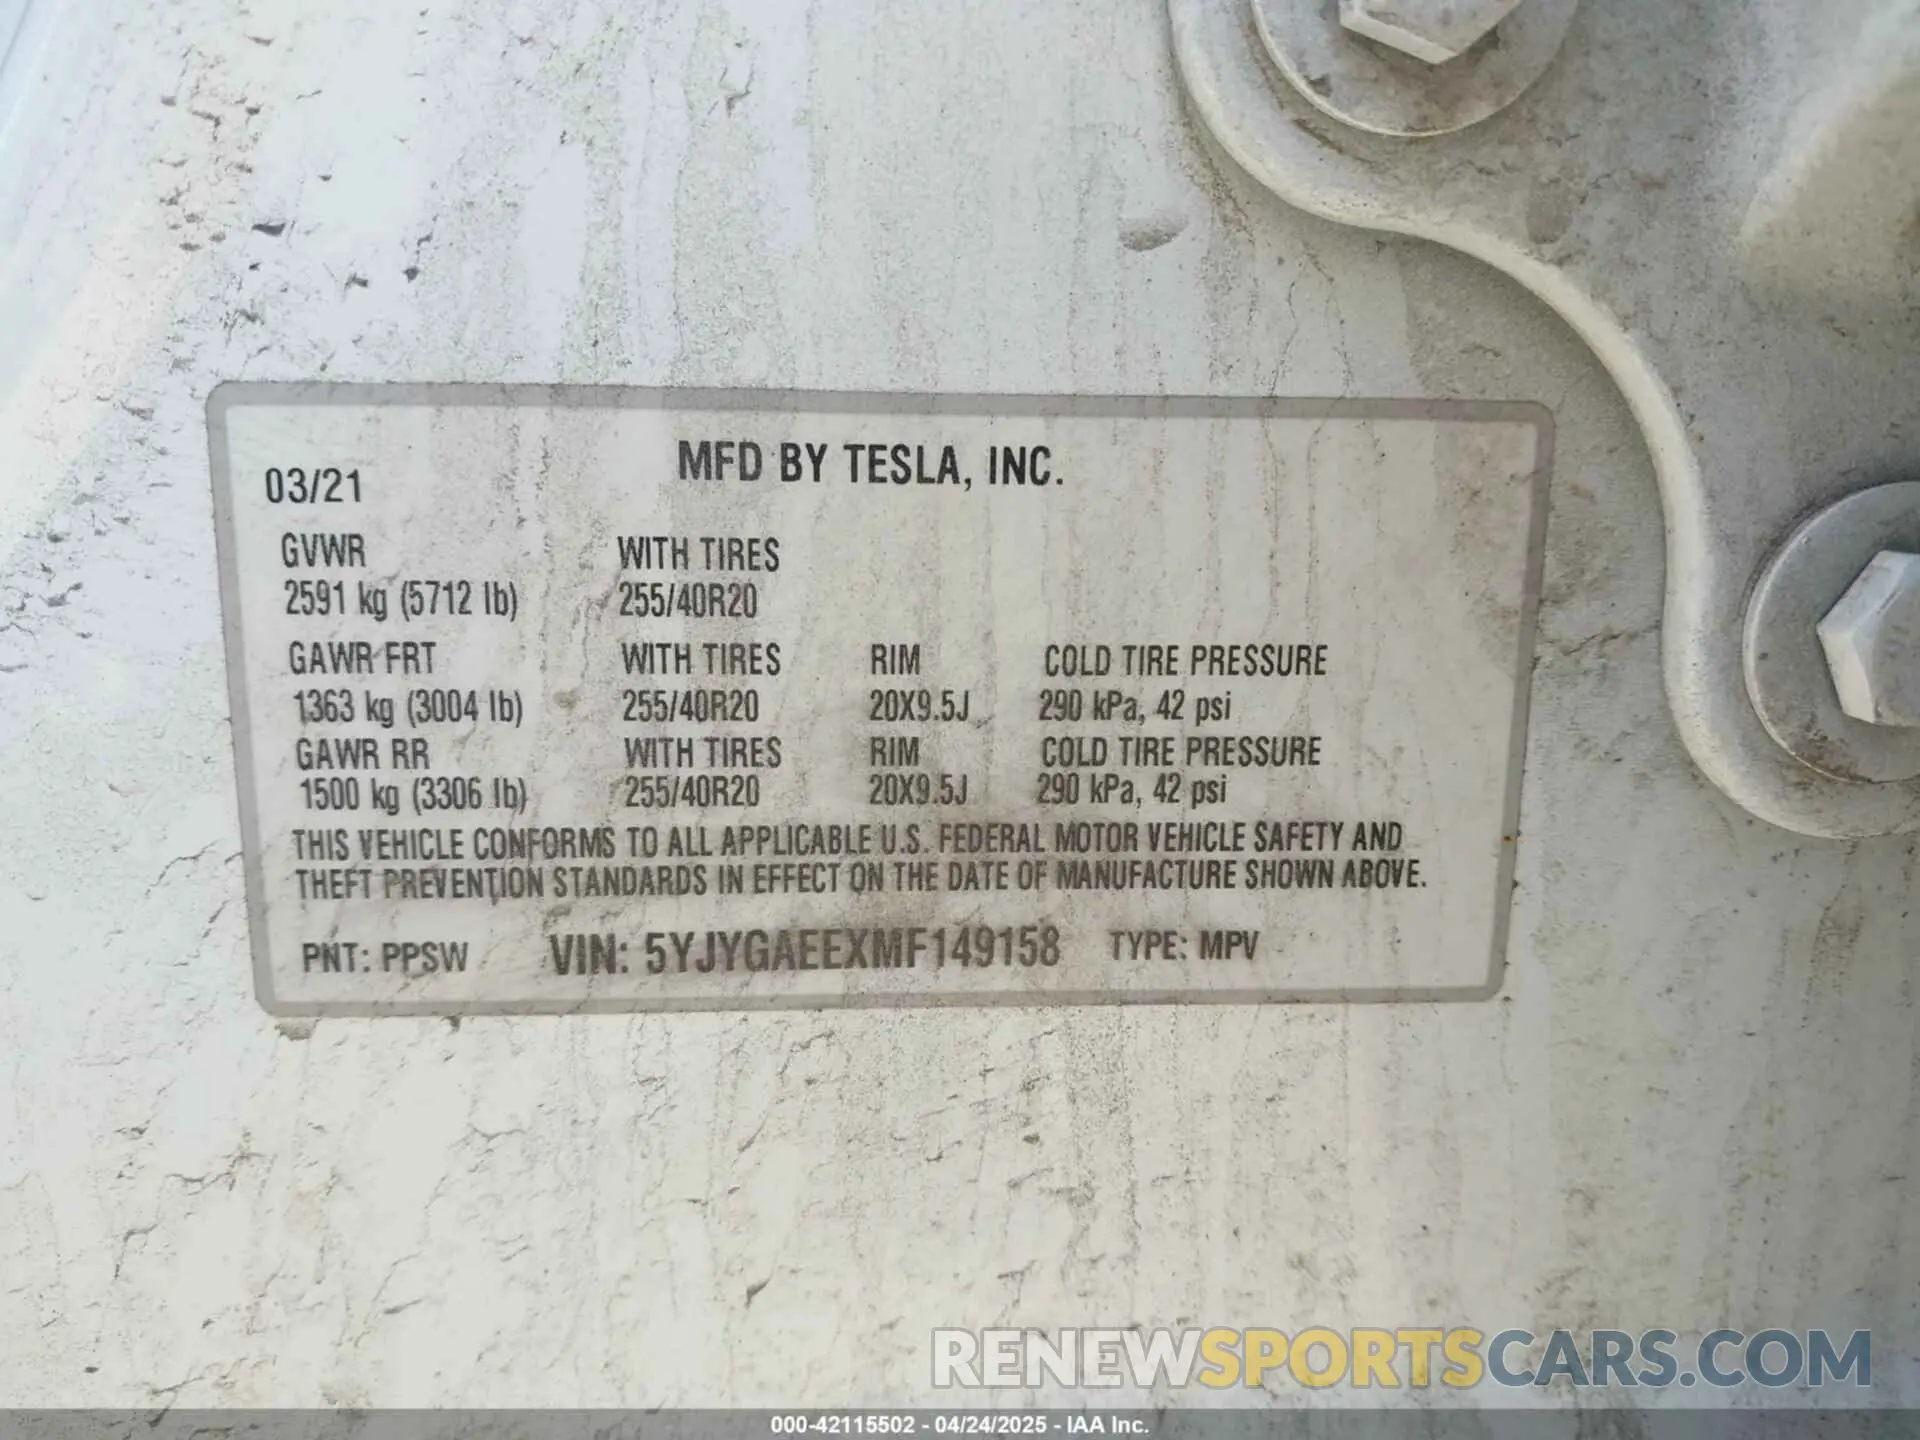 MFD BY TESLA, INC.
03/21
GVWR WITH TIRES
2591 kg (5712 lb) 255/40R20
GAWR FRT WITH TIRES RIM COLD TIRE PRESSURE
1363 kg (3004 lb) 255/40R20 20X9.5J 290 kPa, 42 psi
GAWR RR WITH TIRES RIM COLD TIRE PRESSURE
1500 kg (3306 lb) 255/40R20 20X9.5J 290 kPa, 42 psi
THIS VEHICLE CONFORMS TO ALL APPLICABLE U.S. FEDERAL MOTOR VEHICLE SAFETY AND
THEFT PREVENTION STANDARDS IN EFFECT ON THE DATE OF MANUFACTURE SHOWN ABOVE.
PNT: PPSW VIN: 5YJYGAEEXMF149158 TYPE: MPV
RENEWSPORTSCARS.COM
000-42115502 - 04/24/2025 - IAA Inc.